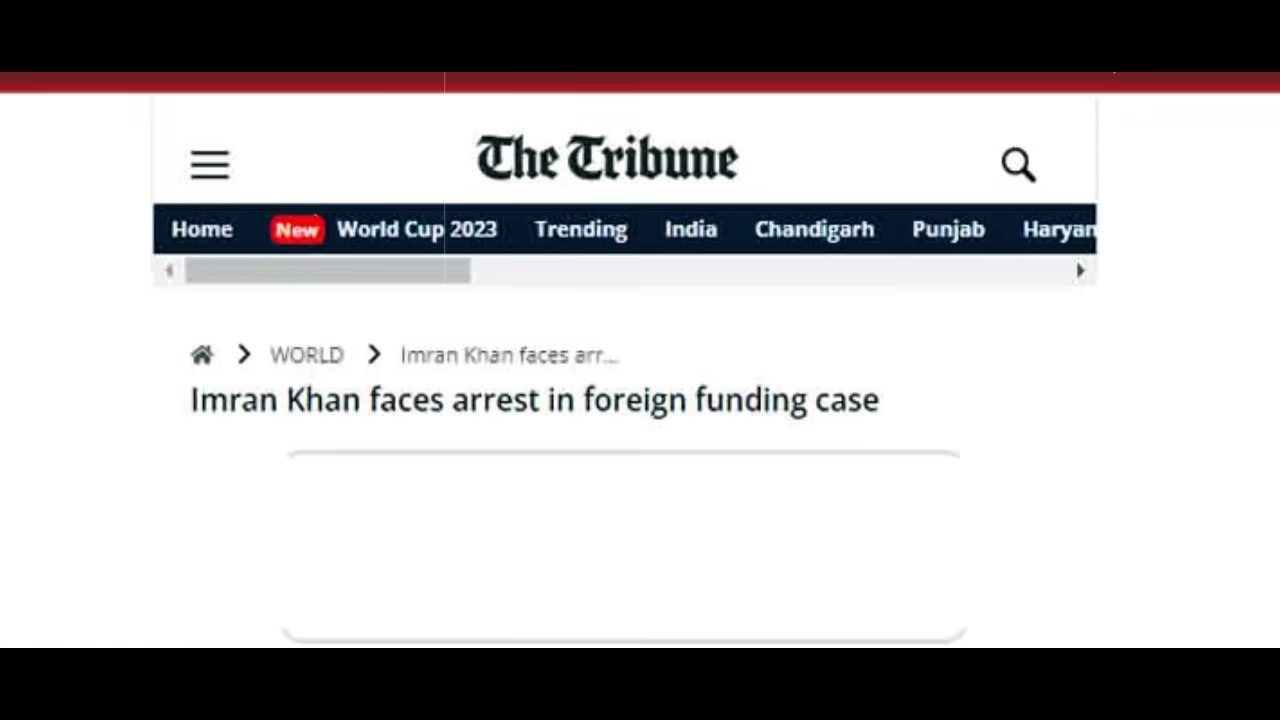 The Tribune
Home New World Cup 2023 Trending India Chandigarh Punjab Haryan
WORLD Imran Khan faces arr...
Imran Khan faces arrest in foreign funding case